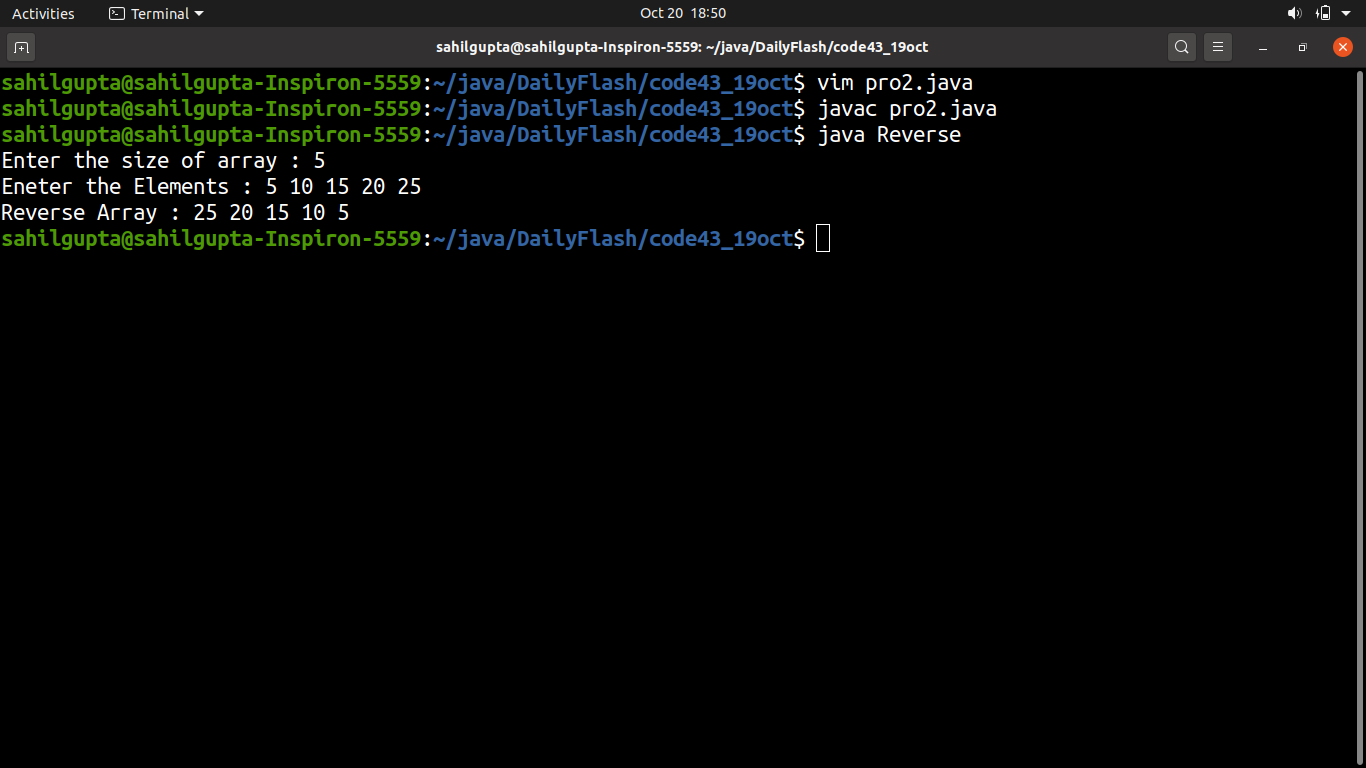 Activities Terminal Oct 20 18:50
sahilgupta@sahilgupta-Inspiron-5559: ~/java/DailyFlash/code43_19oct
sahilgupta@sahilgupta-Inspiron-5559:~/java/DailyFlash/code43_19oct$ vim pro2.java
sahilgupta@sahilgupta-Inspiron-5559:~/java/DailyFlash/code43_19oct$ javac pro2.java
sahilgupta@sahilgupta-Inspiron-5559:~/java/DailyFlash/code43_19oct$ java Reverse
Enter the size of array : 5
Eneter the Elements : 5 10 15 20 25
Reverse Array : 25 20 15 10 5
sahilgupta@sahilgupta-Inspiron-5559:~/java/DailyFlash/code43_19oct$